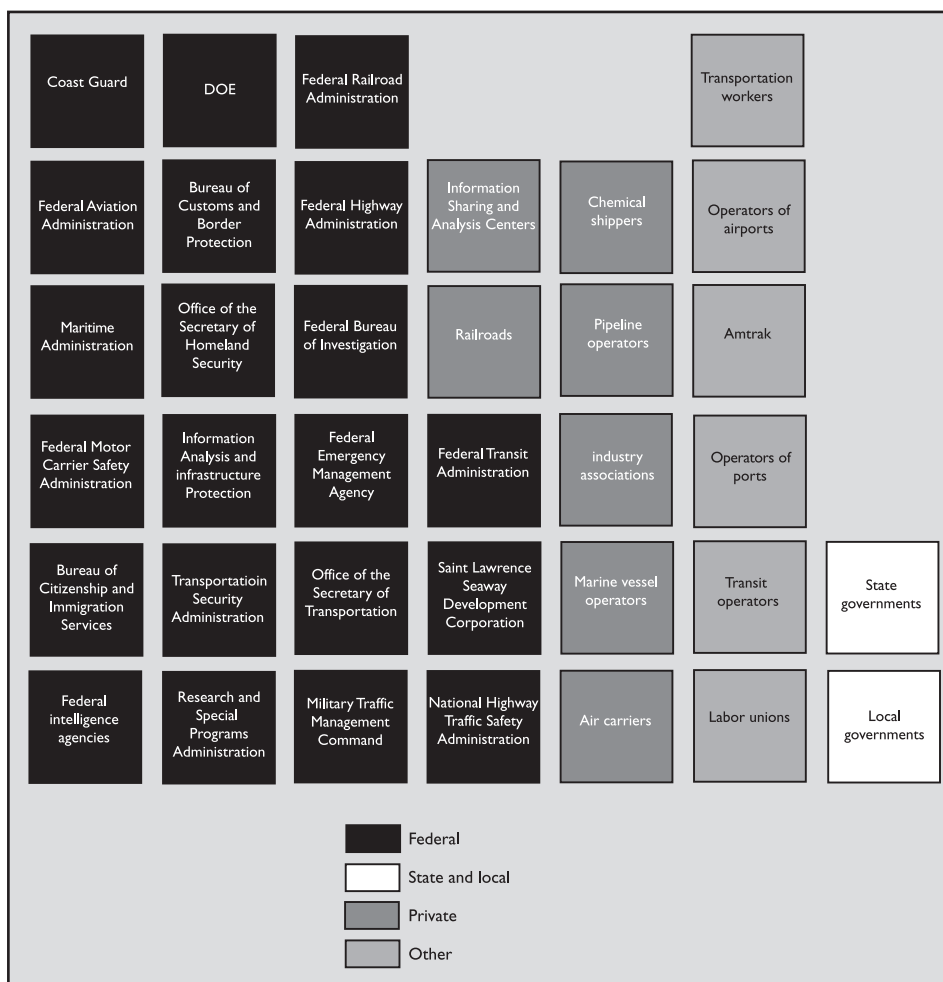 Coast Guard
DOE
Federal Railroad
Administration
Transportation
workers
Federal Aviation
Administration
Bureau of
Customs and
Border
Protection
Federal Highway
Administration
Information
Sharing and
Analysis Centers
Chemical
shippers
Operators of
airports
Maritime
Administration
Office of the
Secretary of
Homeland
Security
Federal Bureau
of Investigation
Railroads
Pipeline
operators
Amtrak
Federal Motor
Carrier Safety
Administration
Information
Analysis and
infrastructure
Protection
Federal
Emergency
Management
Agency
Federal Transit
Administration
industry
associations
Operators of
ports
Bureau of
Citizenship and
Immigration
Services
Transportatioin
Security
Administration
Office of the
Secretary of
Transportation
Saint Lawrence
Seaway
Development
Corporation
Marine vessel
operators
Transit
operators
State
governments
Federal
intelligence
agencies
Research and
Special
Programs
Administration
Military Traffic
Management
Command
National Highway
Traffic Safety
Administration
Air carriers
Labor unions
Local
governments
Federal
State and local
Private
Other